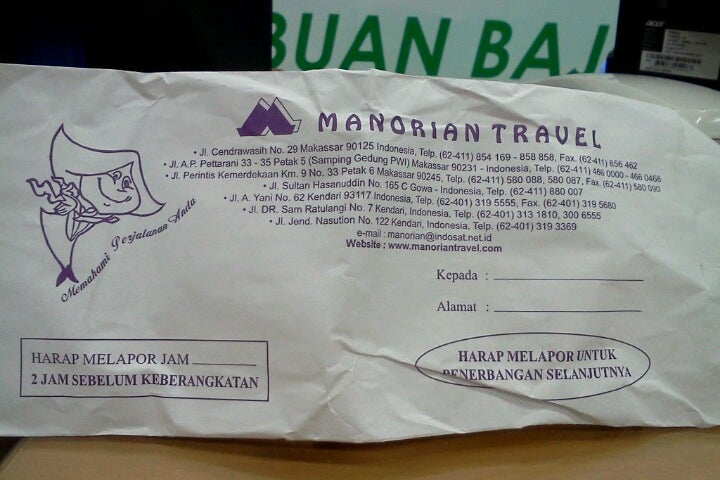 BUAN BAJ
acer
MANORIAN TRAVEL
• Jl. Cendrawasih No. 29 Makassar 90125 Indonesia, Telp. (62-411) 854 169 - 858 858, Fax. (62-411) 856 462
• Jl. A.P. Pettarani 33 - 35 Petak 5 (Samping Gedung PWI) Makassar 90231 - Indonesia, Telp. (62-411) 466 0000 - 466 0466
• Jl. Perintis Kemerdekaan Km. 9 No. 33 Petak 6 Makassar 90245, Telp. (62-411) 580 088, 580 087, Fax. (62-411) 580 090
• Jl. Sultan Hasanuddin No. 165 C Gowa - Indonesia, Telp. (62-411) 880 007
• Jl. A. Yani No. 62 Kendari 93117 Indonesia, Telp. (62-401) 319 5555, Fax. (62-401) 319 5680
• Jl. DR. Sam Ratulangi No. 7 Kendari, Indonesia, Telp. (62-401) 313 1810, 300 6555
• Jl. Jend. Nasution No. 122 Kendari, Indonesia, Telp. (62-401) 319 3369
e-mail : manorian@indosat.net.id
Website : www.manoriantravel.com
Memahami Perjalanan Anda
Kepada :
Alamat :
HARAP MELAPOR JAM
2 JAM SEBELUM KEBERANGKATAN
HARAP MELAPOR UNTUK
PENERBANGAN SELANJUTNYA